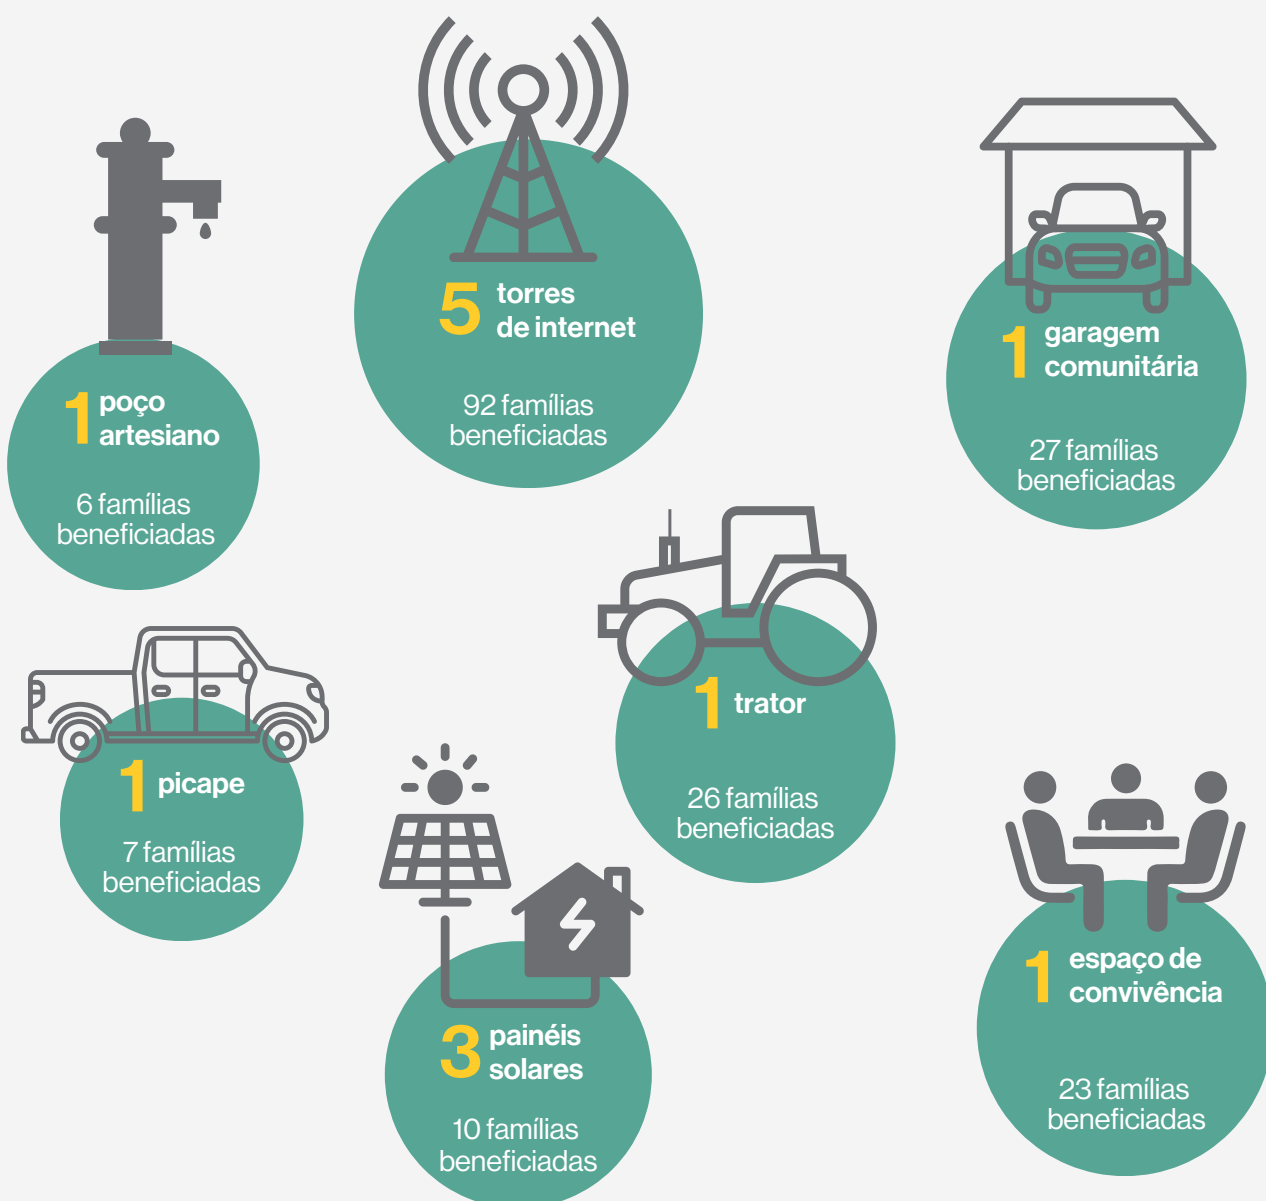 5 torres
de internet
92 famílias
beneficiadas
1 garagem
comunitária
27 famílias
beneficiadas
1 poço
artesiano
6 famílias
beneficiadas
1 trator
26 famílias
beneficiadas
1 picape
7 famílias
beneficiadas
3 painéis
solares
10 famílias
beneficiadas
1 espaço de
convivência
23 famílias
beneficiadas